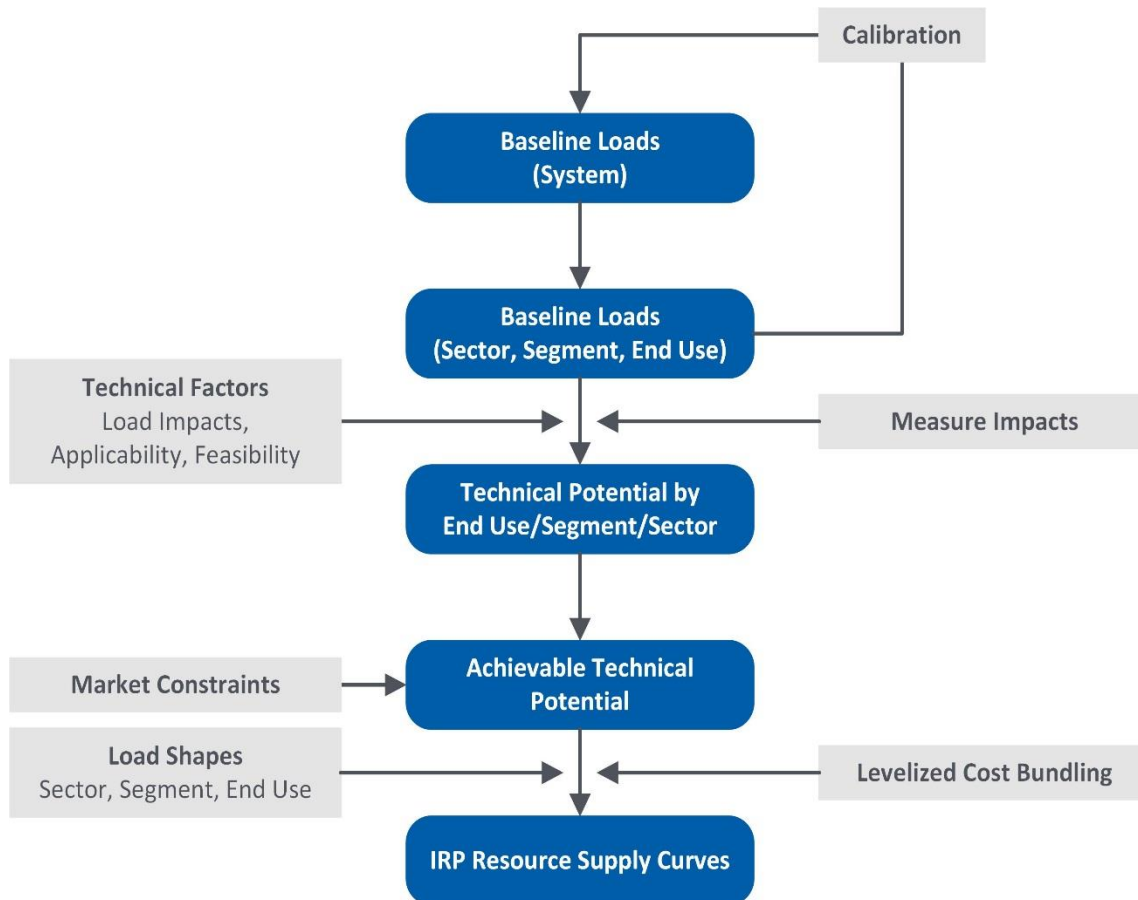 Calibration
Baseline Loads
(System)
Baseline Loads
(Sector, Segment, End Use)
Technical Factors
Load Impacts,
Applicability, Feasibility
Measure Impacts
Technical Potential by
End Use/Segment/Sector
Achievable Technical
Potential
Market Constraints
Load Shapes
Sector, Segment, End Use
Levelized Cost Bundling
IRP Resource Supply Curves